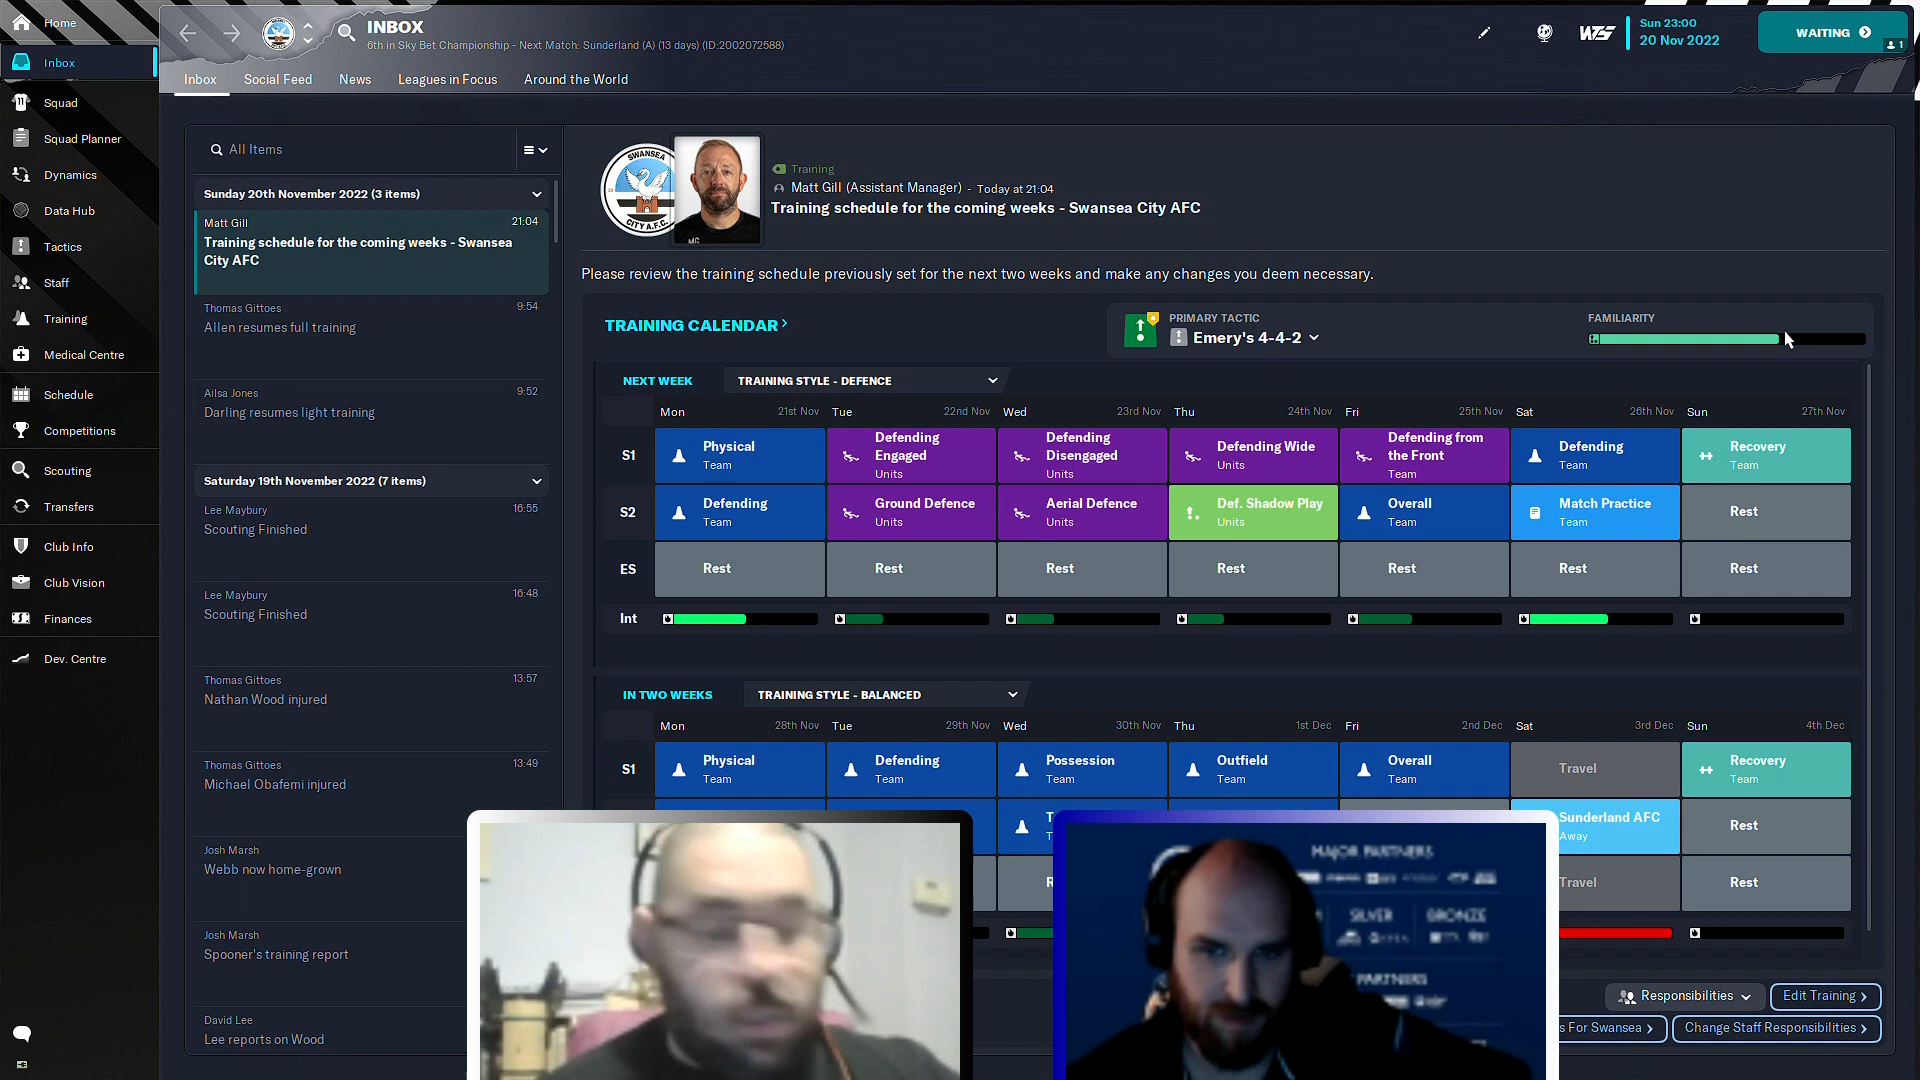 Home
Inbox
Squad
Squad Planner
Dynamics
Data Hub
Tactics
Staff
Training
Medical Centre
Schedule
Competitions
Scouting
Transfers
Club Info
Club Vision
Finances
Dev. Centre
INBOX
6th in Sky Bet Championship - Next Match: Sunderland (A) (13 days) (ID:2002072588)
Sun 23:00
20 Nov 2022
WAITING
1
Inbox Social Feed News Leagues in Focus Around the World
All Items
Sunday 20th November 2022 (3 items)
Matt Gill 21:04
Training schedule for the coming weeks - Swansea
City AFC
Thomas Gittoes 9:54
Allen resumes full training
Ailsa Jones 9:52
Darling resumes light training
Saturday 19th November 2022 (7 items)
Lee Maybury 16:55
Scouting Finished
Lee Maybury 16:48
Scouting Finished
Thomas Gittoes 13:57
Nathan Wood injured
Thomas Gittoes 13:49
Michael Obafemi injured
Josh Marsh
Webb now home-grown
Josh Marsh
Spooner's training report
David Lee
Lee reports on Wood
SWANSEA
CITY A.F.C.
MG
Training
Matt Gill (Assistant Manager) - Today at 21:04
Training schedule for the coming weeks - Swansea City AFC
Please review the training schedule previously set for the next two weeks and make any changes you deem necessary.
TRAINING CALENDAR
PRIMARY TACTIC
Emery's 4-4-2
FAMILIARITY
NEXT WEEK TRAINING STYLE - DEFENCE
Mon 21st Nov Tue 22nd Nov Wed 23rd Nov Thu 24th Nov Fri 25th Nov Sat 26th Nov Sun 27th Nov
S1 Physical Team Defending Engaged Units Defending Disengaged Units Defending Wide Units Defending from the Front Team Defending Team Recovery Team
S2 Defending Team Ground Defence Units Aerial Defence Units Def. Shadow Play Units Overall Team Match Practice Team Rest
ES Rest Rest Rest Rest Rest Rest Rest
Int
IN TWO WEEKS TRAINING STYLE - BALANCED
Mon 28th Nov Tue 29th Nov Wed 30th Nov Thu 1st Dec Fri 2nd Dec Sat 3rd Dec Sun 4th Dec
S1 Physical Team Defending Team Possession Team Outfield Team Overall Team Travel Recovery Team
Sunderland AFC Away Rest
Travel Rest
MAJOR PARTNERS
SILVER BRONZE
PARTNERS
Responsibilities
Edit Training
s For Swansea
Change Staff Responsibilities